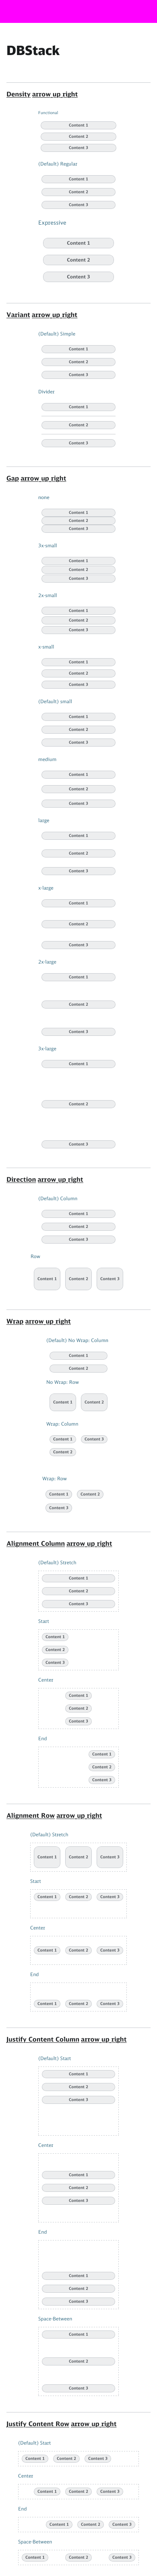 DBStack
Density arrow up right
Functional
Content 1
Content 2
Content 3
(Default) Regular
Content 1
Content 2
Content 3
Expressive
Content 1
Content 2
Content 3
Variant arrow up right
(Default) Simple
Content 1
Content 2
Content 3
Divider
Content 1
Content 2
Content 3
Gap arrow up right
none
Content 1
Content 2
Content 3
3x-small
Content 1
Content 2
Content 3
2x-small
Content 1
Content 2
Content 3
x-small
Content 1
Content 2
Content 3
(Default) small
Content 1
Content 2
Content 3
medium
Content 1
Content 2
Content 3
large
Content 1
Content 2
Content 3
x-large
Content 1
Content 2
Content 3
2x-large
Content 1
Content 2
Content 3
3x-large
Content 1
Content 2
Content 3
Direction arrow up right
(Default) Column
Content 1
Content 2
Content 3
Row
Content 1 Content 2 Content 3
Wrap arrow up right
(Default) No Wrap: Column
Content 1
Content 2
No Wrap: Row
Content 1 Content 2
Wrap: Column
Content 1 Content 3
Content 2
Wrap: Row
Content 1 Content 2
Content 3
Alignment Column arrow up right
(Default) Stretch
Content 1
Content 2
Content 3
Start
Content 1
Content 2
Content 3
Center
Content 1
Content 2
Content 3
End
Content 1
Content 2
Content 3
Alignment Row arrow up right
(Default) Stretch
Content 1 Content 2 Content 3
Start
Content 1 Content 2 Content 3
Center
Content 1 Content 2 Content 3
End
Content 1 Content 2 Content 3
Justify Content Column arrow up right
(Default) Start
Content 1
Content 2
Content 3
Center
Content 1
Content 2
Content 3
End
Content 1
Content 2
Content 3
Space-Between
Content 1
Content 2
Content 3
Justify Content Row arrow up right
(Default) Start
Content 1 Content 2 Content 3
Center
Content 1 Content 2 Content 3
End
Content 1 Content 2 Content 3
Space-Between
Content 1 Content 2 Content 3